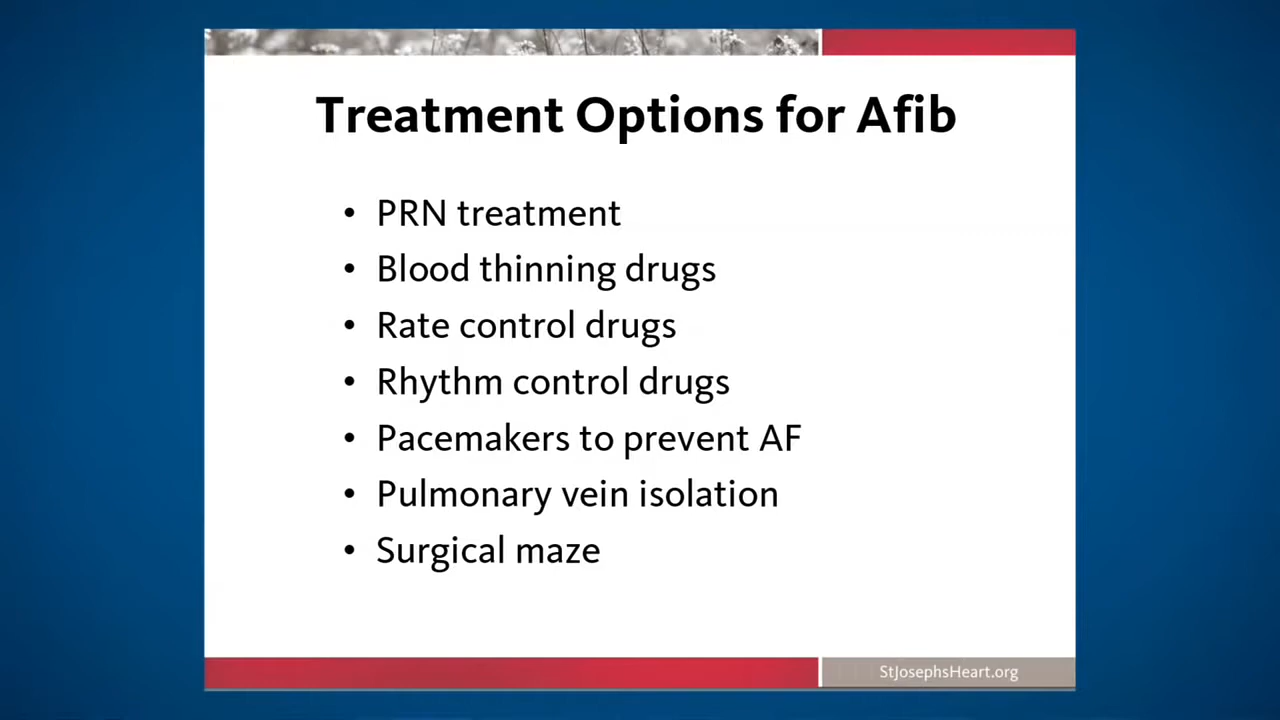 Treatment Options for Afib
• PRN treatment
• Blood thinning drugs
• Rate control drugs
• Rhythm control drugs
• Pacemakers to prevent AF
• Pulmonary vein isolation
• Surgical maze
StJosephsHeart.org